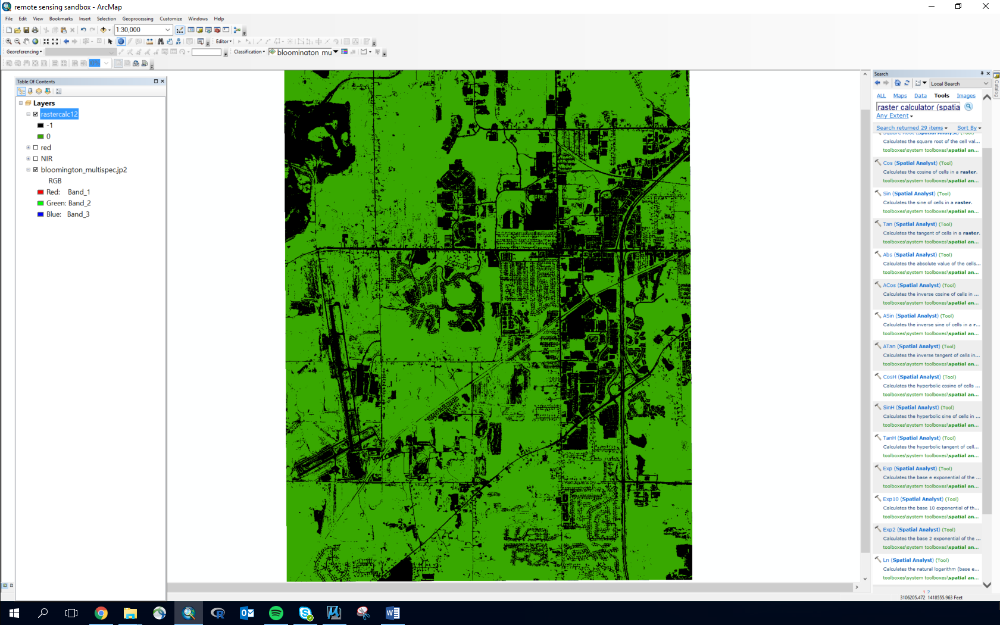 remote sensing sandbox - ArcMap
File Edit View Bookmarks Insert Selection Geoprocessing Customize Windows Help
1:30,000
Editor
Georeferencing
Classification
bloomington mu
Table Of Contents
Layers
rastercalc12
-1
0
red
NIR
bloomington_multispec.jp2
RGB
Red: Band_1
Green: Band_2
Blue: Band_3
Search
Local Search
ALL Maps Data Tools Images
raster calculator (spatia
Any Extent
Search returned 29 items Sort By
Square Root (Spatial Analyst) (Tool)
Calculates the square root of the cell val...
toolboxes\system toolboxes\spatial an...
Cos (Spatial Analyst) (Tool)
Calculates the cosine of cells in a raster.
toolboxes\system toolboxes\spatial an...
Sin (Spatial Analyst) (Tool)
Calculates the sine of cells in a raster.
toolboxes\system toolboxes\spatial an...
Tan (Spatial Analyst) (Tool)
Calculates the tangent of cells in a raster.
toolboxes\system toolboxes\spatial an...
Abs (Spatial Analyst) (Tool)
Calculates the absolute value of the cells...
toolboxes\system toolboxes\spatial an...
ACos (Spatial Analyst) (Tool)
Calculates the inverse cosine of cells in ...
toolboxes\system toolboxes\spatial an...
ASin (Spatial Analyst) (Tool)
Calculates the inverse sine of cells in a r...
toolboxes\system toolboxes\spatial an...
ATan (Spatial Analyst) (Tool)
Calculates the inverse tangent of cells in...
toolboxes\system toolboxes\spatial an...
CosH (Spatial Analyst) (Tool)
Calculates the hyperbolic cosine of cells ...
toolboxes\system toolboxes\spatial an...
SinH (Spatial Analyst) (Tool)
Calculates the hyperbolic sine of cells in ...
toolboxes\system toolboxes\spatial an...
TanH (Spatial Analyst) (Tool)
Calculates the hyperbolic tangent of cell...
toolboxes\system toolboxes\spatial an...
Exp (Spatial Analyst) (Tool)
Calculates the base e exponential of the ...
toolboxes\system toolboxes\spatial an...
Exp10 (Spatial Analyst) (Tool)
Calculates the base 10 exponential of th...
toolboxes\system toolboxes\spatial an...
Exp2 (Spatial Analyst) (Tool)
Calculates the base 2 exponential of the ...
toolboxes\system toolboxes\spatial an...
Ln (Spatial Analyst) (Tool)
Calculates the natural logarithm (base e...
toolboxes\system toolboxes\spatial an...
1 2
Catalog
3106205.472 1418555.963 Feet